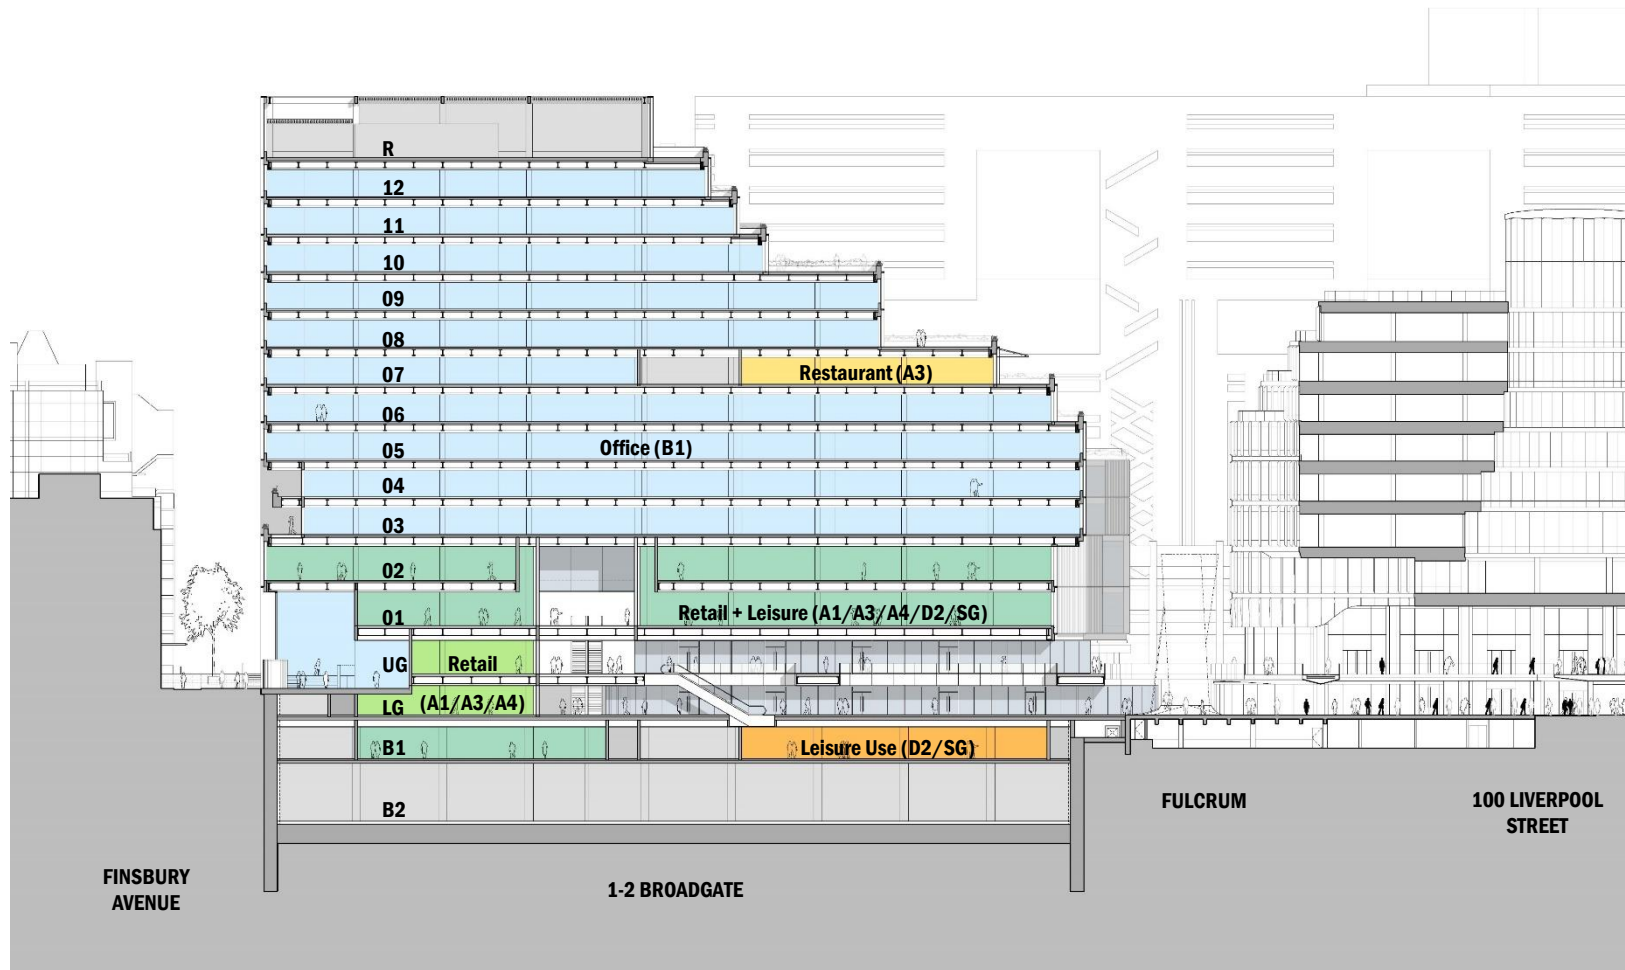 R
12
11
10
09
08
07 Restaurant (A3)
06
05 Office (B1)
04
03
02
01 Retail + Leisure (A1/A3/A4/D2/SG)
UG Retail
LG (A1/A3/A4)
B1 Leisure Use (D2/SG)
B2
FULCRUM
100 LIVERPOOL
STREET
FINSBURY
AVENUE
1-2 BROADGATE